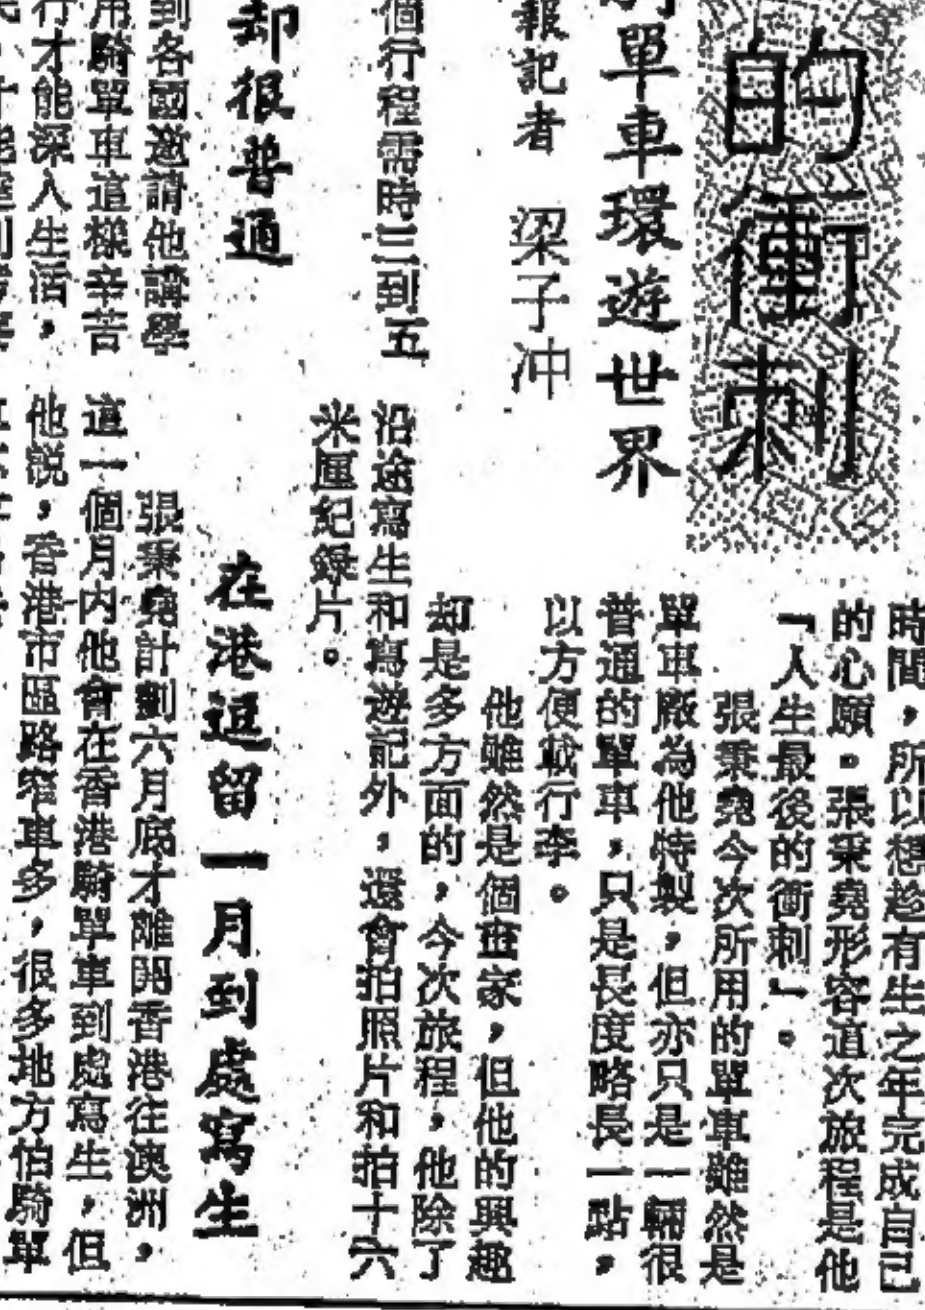 的衝刺
單車環遊世界
報記者 梁子冲
時間，所以想趁有生之年完成自己
的心願。張秉堯形容這次旅程是他
「人生最後的衝刺」。
張秉堯今次所用的單車雖然是
單車廠為他特製，但亦只是一輛很
普通的單車，只是長度略長一點，
以方便載行李。
他雖然是個畫家，但他的興趣
却是多方面的，今次旅程，他除了
個行程需時三到五
沿途寫生和寫遊記外，還會拍照片和拍十六
米厘紀錄片。
却很普通
在港逗留一月到處寫生
到各國邀請他講學
用騎單車這樣辛苦
行才能深入生活，
張秉堯計劃六月底才離開香港往澳洲，
這一個月內他會在香港騎單車到處寫生，但
他說，香港市區路窄車多，很多地方怕騎單